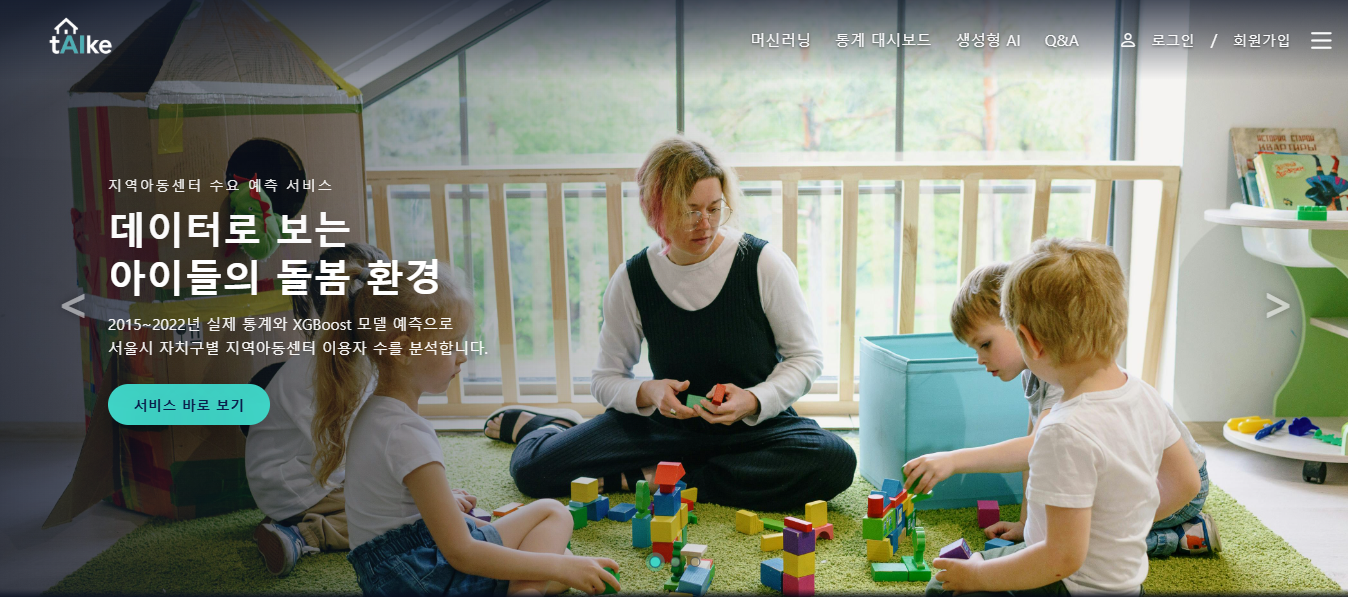 tAIke
머신러닝
통계 대시보드
생성형 AI
Q&A
로그인 / 회원가입
지역아동센터 수요 예측 서비스
데이터로 보는
아이들의 돌봄 환경
<
>
2015~2022년 실제 통계와 XGBoost 모델 예측으로
서울시 자치구별 지역아동센터 이용자 수를 분석합니다.
서비스 바로 보기